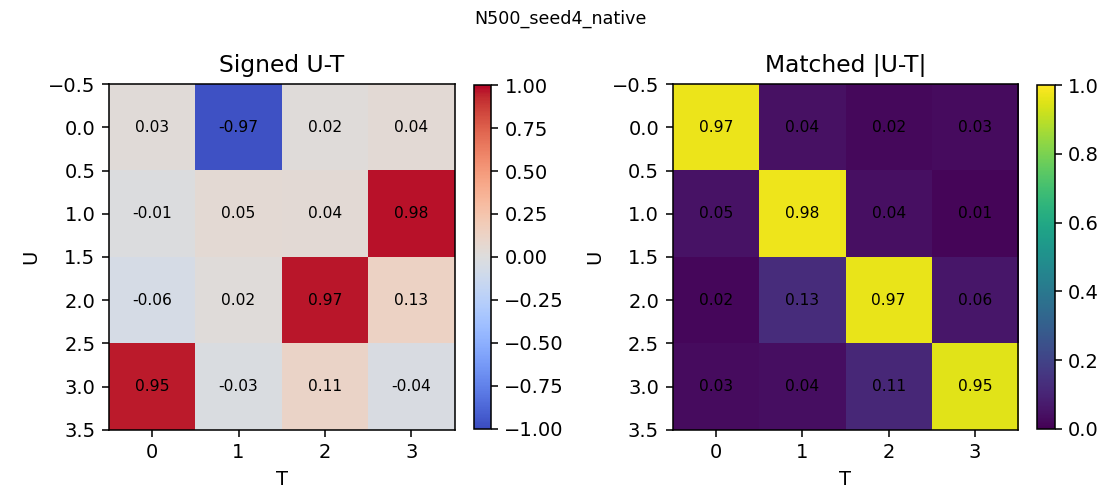 N500_seed4_native
Signed U-T
−0.5
0.0
0.5
1.0
1.5
2.0
2.5
3.0
3.5
U
0.03 -0.97 0.02 0.04
-0.01 0.05 0.04 0.98
-0.06 0.02 0.97 0.13
0.95 -0.03 0.11 -0.04
0 1 2 3
T
1.00
0.75
0.50
0.25
0.00
−0.25
−0.50
−0.75
−1.00
Matched |U-T|
−0.5
0.0
0.5
1.0
1.5
2.0
2.5
3.0
3.5
U
0.97 0.04 0.02 0.03
0.05 0.98 0.04 0.01
0.02 0.13 0.97 0.06
0.03 0.04 0.11 0.95
0 1 2 3
T
1.0
0.8
0.6
0.4
0.2
0.0